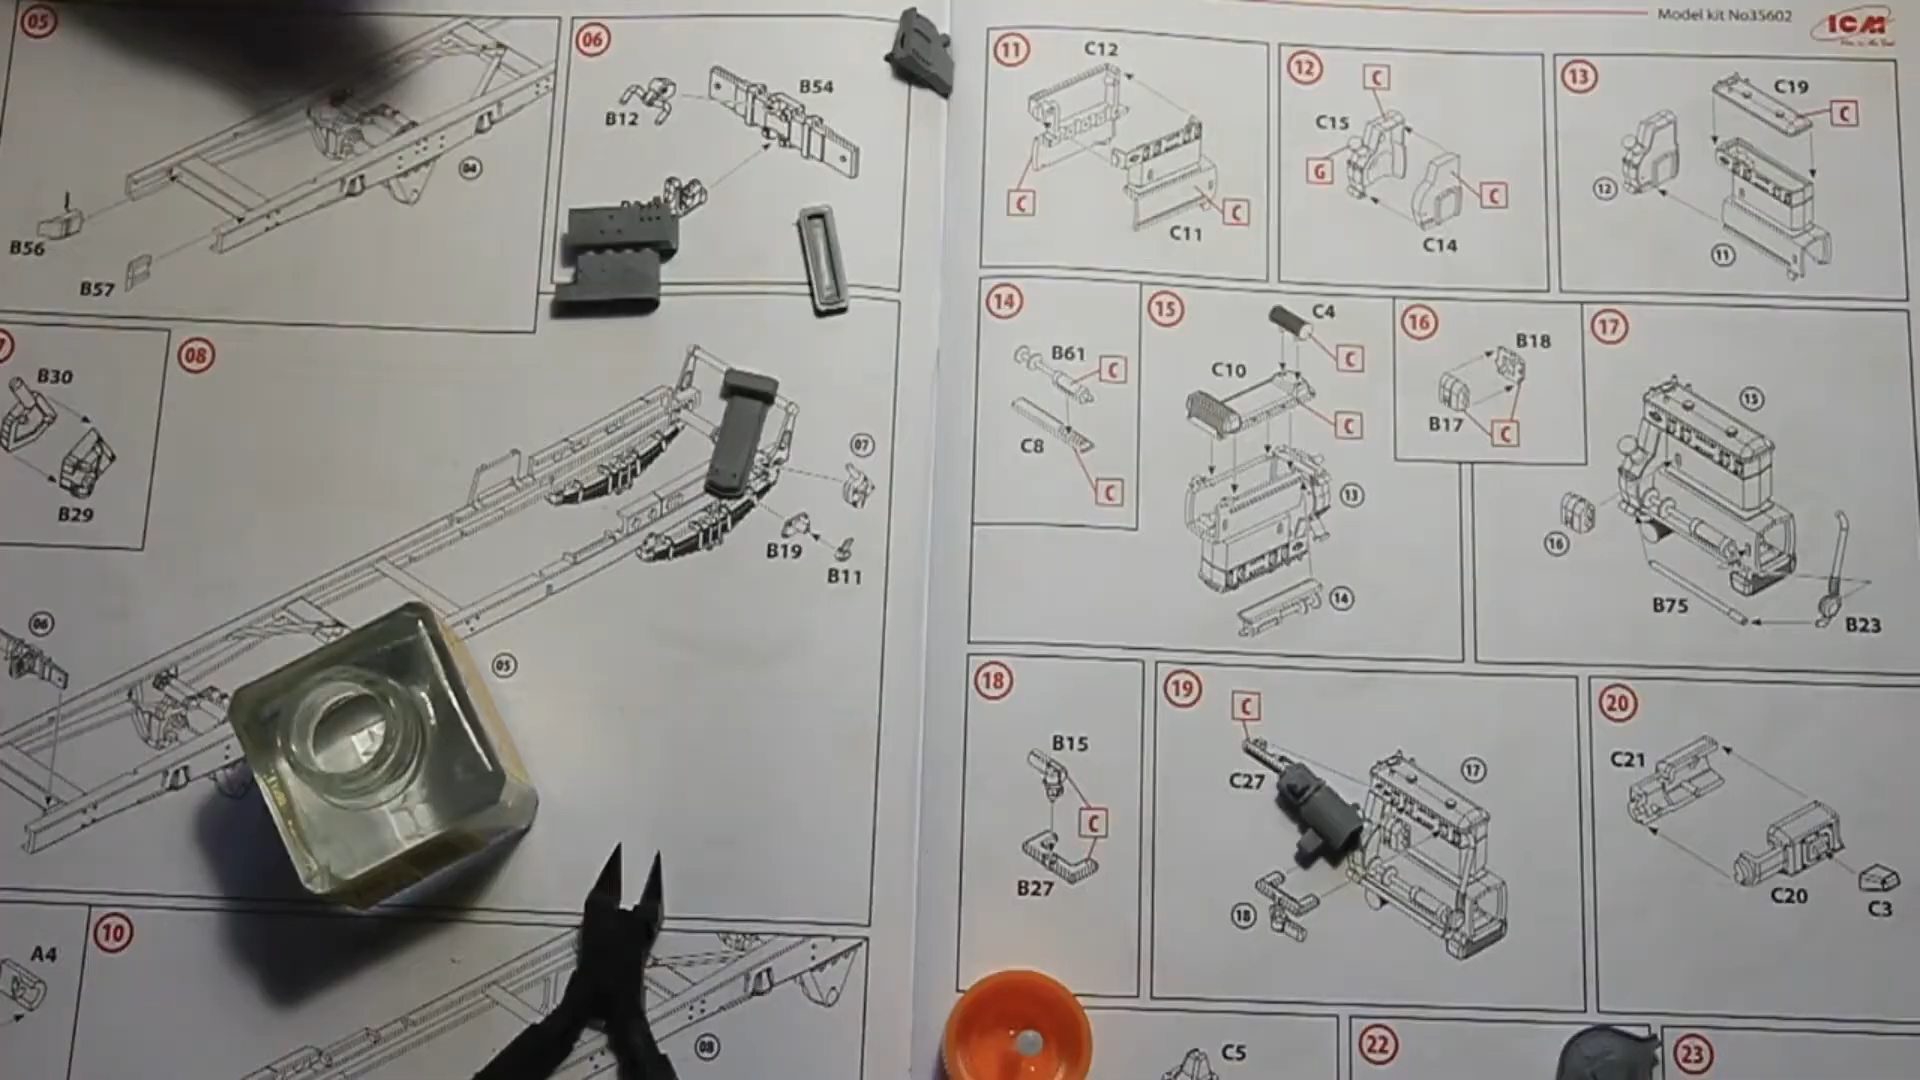 Model kit No35602
ICM
05
04
B56
B57
06
B12
B54
B30
B29
08
07
B19
B11
06
05
A4
10
08
11
C12
C
C
C11
12
C
C15
G
C
C14
13
C19
C
12
11
14
B61
C
C8
C
15
C4
C
C10
C
13
14
16
B18
B17
C
17
15
16
B75
B23
18
B15
C
B27
19
C
C27
17
18
20
C21
C20
C3
C5
22
23